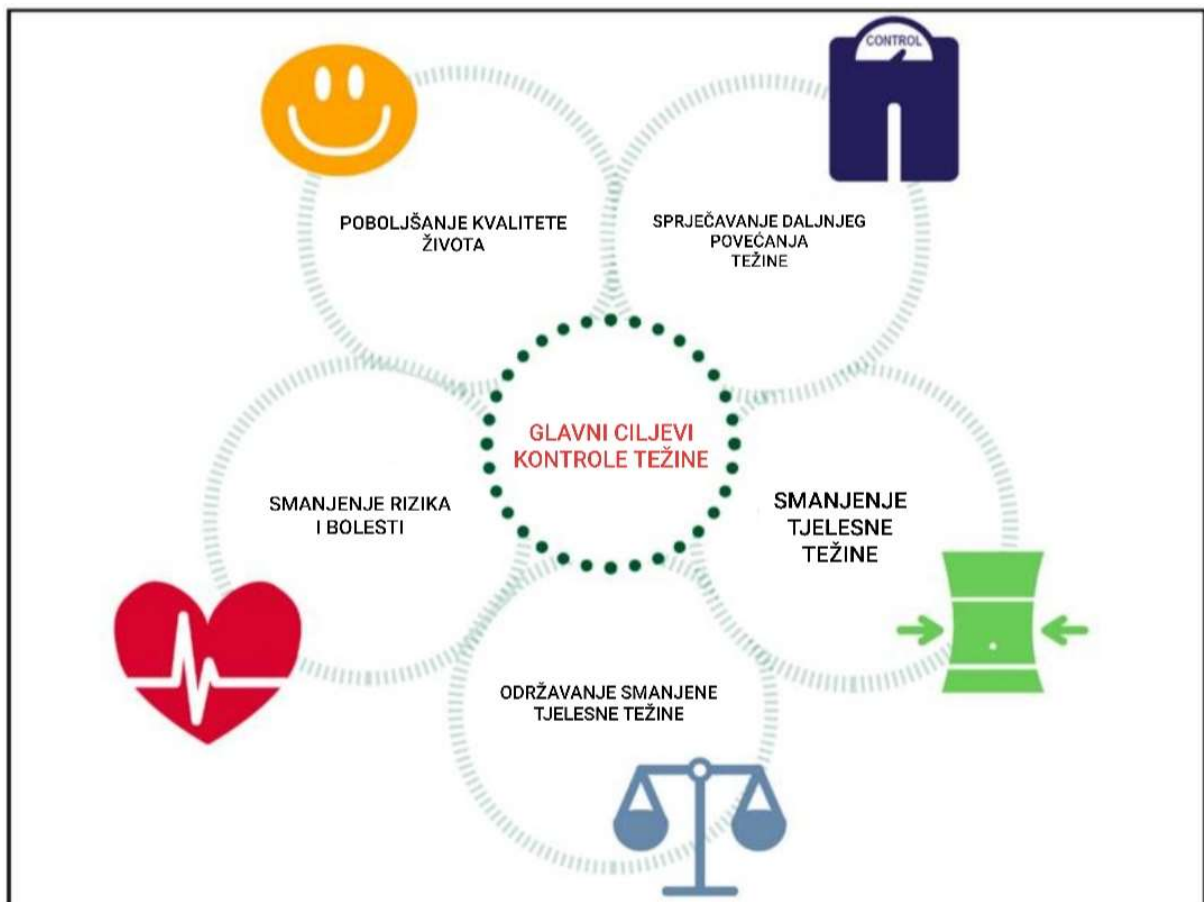 CONTROL
POBOLJŠANJE KVALITETE
ŽIVOTA
SPRJEČAVANJE DALJNJEG
POVEĆANJA
TEŽINE
GLAVNI CILJEVI
KONTROLE TEŽINE
SMANJENJE RIZIKA
I BOLESTI
SMANJENJE
TJELESNE
TEŽINE
ODRŽAVANJE SMANJENE
TJELESNE TEŽINE